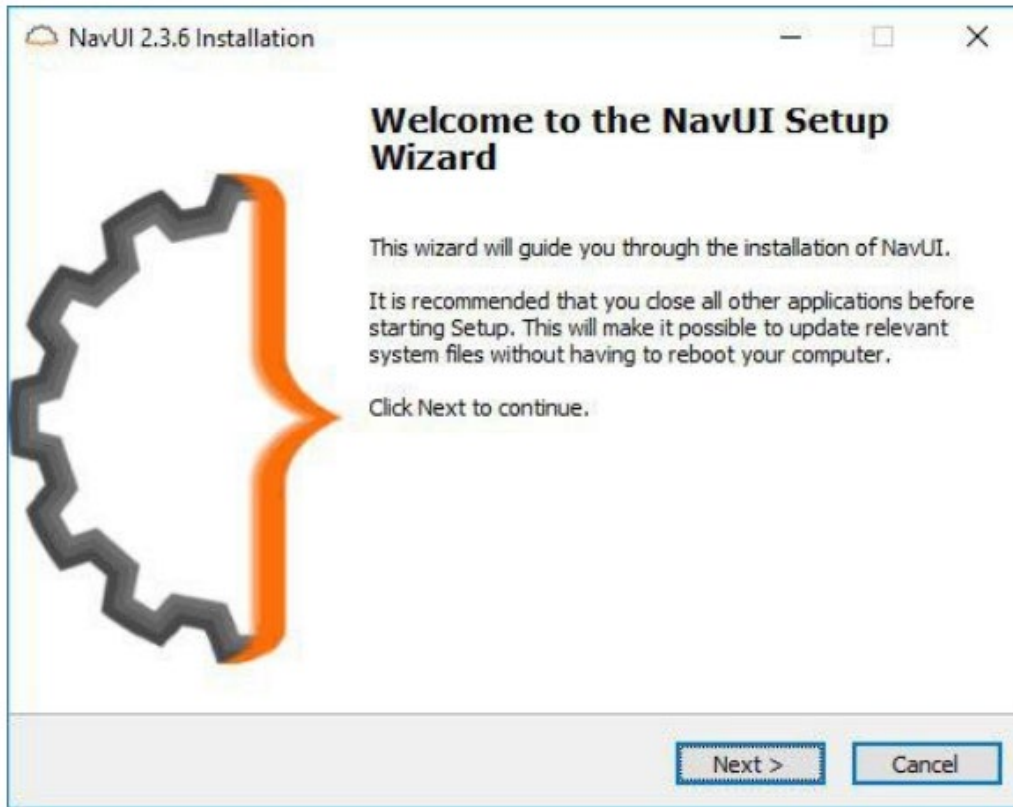 NavUI 2.3.6 Installation
Welcome to the NavUI Setup
Wizard
This wizard will guide you through the installation of NavUI.
It is recommended that you close all other applications before
starting Setup. This will make it possible to update relevant
system files without having to reboot your computer.
Click Next to continue.
Next >
Cancel